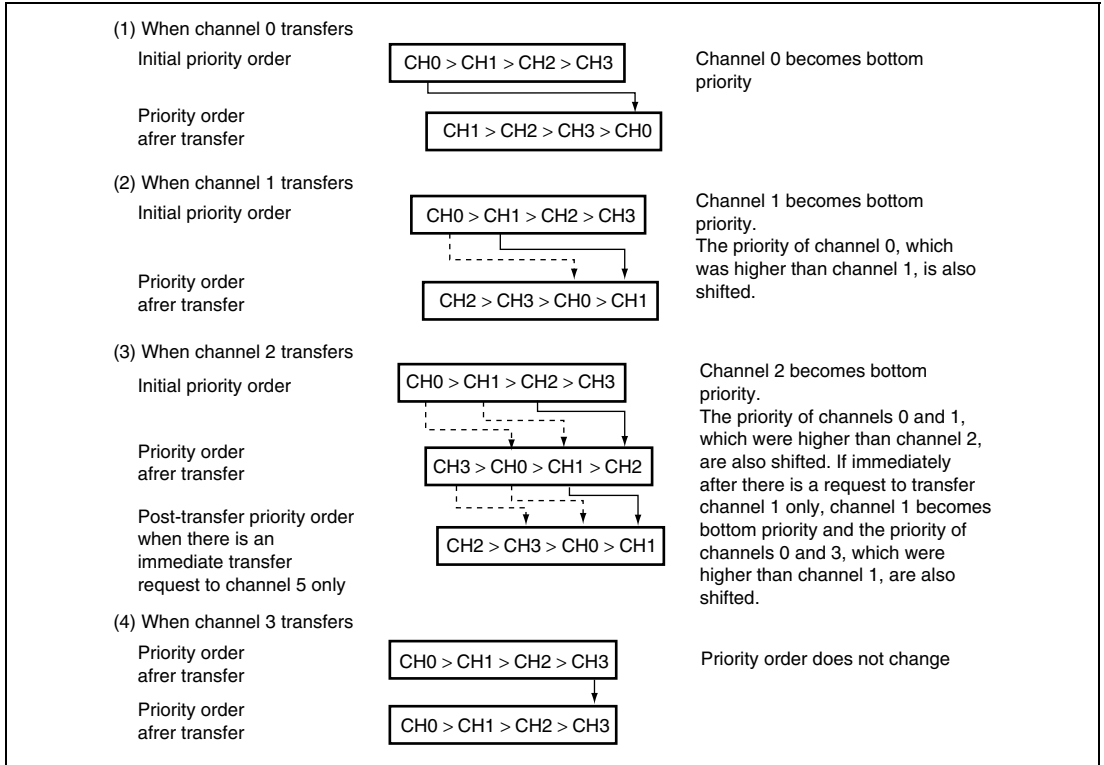 (1) When channel 0 transfers
Initial priority order
CH0 > CH1 > CH2 > CH3
Channel 0 becomes bottom
priority
Priority order
afrer transfer
CH1 > CH2 > CH3 > CH0
(2) When channel 1 transfers
Initial priority order
CH0 > CH1 > CH2 > CH3
Channel 1 becomes bottom
priority.
The priority of channel 0, which
was higher than channel 1, is also
shifted.
Priority order
afrer transfer
CH2 > CH3 > CH0 > CH1
(3) When channel 2 transfers
Initial priority order
CH0 > CH1 > CH2 > CH3
Channel 2 becomes bottom
priority.
The priority of channels 0 and 1,
which were higher than channel 2,
are also shifted. If immediately
after there is a request to transfer
channel 1 only, channel 1 becomes
bottom priority and the priority of
channels 0 and 3, which were
higher than channel 1, are also
shifted.
Priority order
afrer transfer
CH3 > CH0 > CH1 > CH2
Post-transfer priority order
when there is an
immediate transfer
request to channel 5 only
CH2 > CH3 > CH0 > CH1
(4) When channel 3 transfers
Priority order
afrer transfer
CH0 > CH1 > CH2 > CH3
Priority order does not change
Priority order
afrer transfer
CH0 > CH1 > CH2 > CH3